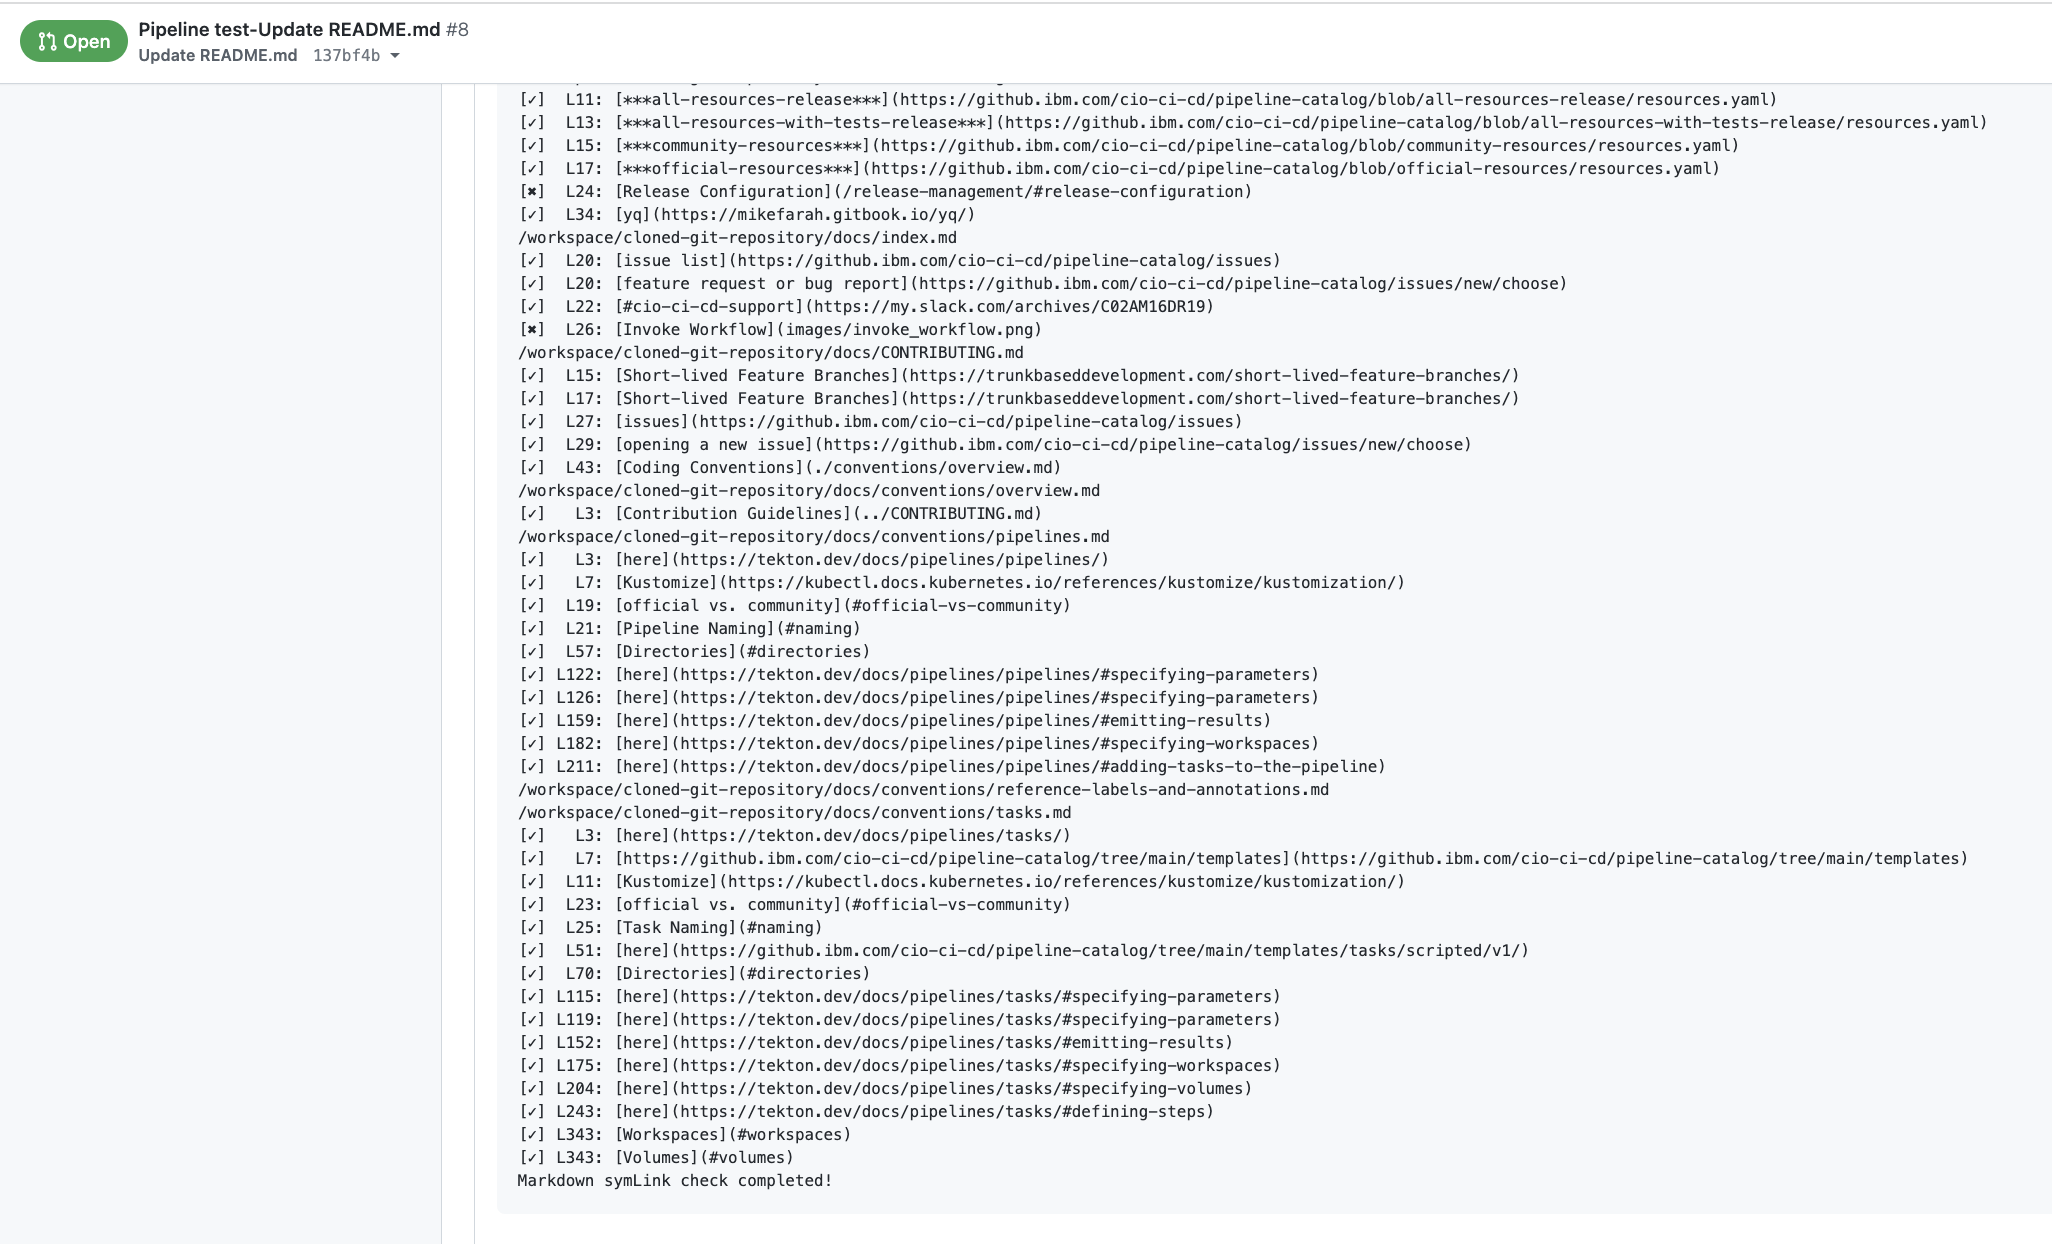 Open
Pipeline test-Update README.md #8
Update README.md 137bf4b
[✓]  L11: [***all-resources-release***](https://github.ibm.com/cio-ci-cd/pipeline-catalog/blob/all-resources-release/resources.yaml)
[✓]  L13: [***all-resources-with-tests-release***](https://github.ibm.com/cio-ci-cd/pipeline-catalog/blob/all-resources-with-tests-release/resources.yaml)
[✓]  L15: [***community-resources***](https://github.ibm.com/cio-ci-cd/pipeline-catalog/blob/community-resources/resources.yaml)
[✓]  L17: [***official-resources***](https://github.ibm.com/cio-ci-cd/pipeline-catalog/blob/official-resources/resources.yaml)
[✖]  L24: [Release Configuration](/release-management/#release-configuration)
[✓]  L34: [yq](https://mikefarah.gitbook.io/yq/)
/workspace/cloned-git-repository/docs/index.md
[✓]  L20: [issue list](https://github.ibm.com/cio-ci-cd/pipeline-catalog/issues)
[✓]  L20: [feature request or bug report](https://github.ibm.com/cio-ci-cd/pipeline-catalog/issues/new/choose)
[✓]  L22: [#cio-ci-cd-support](https://my.slack.com/archives/C02AM16DR19)
[✖]  L26: [Invoke Workflow](images/invoke_workflow.png)
/workspace/cloned-git-repository/docs/CONTRIBUTING.md
[✓]  L15: [Short-lived Feature Branches](https://trunkbaseddevelopment.com/short-lived-feature-branches/)
[✓]  L17: [Short-lived Feature Branches](https://trunkbaseddevelopment.com/short-lived-feature-branches/)
[✓]  L27: [issues](https://github.ibm.com/cio-ci-cd/pipeline-catalog/issues)
[✓]  L29: [opening a new issue](https://github.ibm.com/cio-ci-cd/pipeline-catalog/issues/new/choose)
[✓]  L43: [Coding Conventions](./conventions/overview.md)
/workspace/cloned-git-repository/docs/conventions/overview.md
[✓]   L3: [Contribution Guidelines](../CONTRIBUTING.md)
/workspace/cloned-git-repository/docs/conventions/pipelines.md
[✓]   L3: [here](https://tekton.dev/docs/pipelines/pipelines/)
[✓]   L7: [Kustomize](https://kubectl.docs.kubernetes.io/references/kustomize/kustomization/)
[✓]  L19: [official vs. community](#official-vs-community)
[✓]  L21: [Pipeline Naming](#naming)
[✓]  L57: [Directories](#directories)
[✓] L122: [here](https://tekton.dev/docs/pipelines/pipelines/#specifying-parameters)
[✓] L126: [here](https://tekton.dev/docs/pipelines/pipelines/#specifying-parameters)
[✓] L159: [here](https://tekton.dev/docs/pipelines/pipelines/#emitting-results)
[✓] L182: [here](https://tekton.dev/docs/pipelines/pipelines/#specifying-workspaces)
[✓] L211: [here](https://tekton.dev/docs/pipelines/pipelines/#adding-tasks-to-the-pipeline)
/workspace/cloned-git-repository/docs/conventions/reference-labels-and-annotations.md
/workspace/cloned-git-repository/docs/conventions/tasks.md
[✓]   L3: [here](https://tekton.dev/docs/pipelines/tasks/)
[✓]   L7: [https://github.ibm.com/cio-ci-cd/pipeline-catalog/tree/main/templates](https://github.ibm.com/cio-ci-cd/pipeline-catalog/tree/main/templates)
[✓]  L11: [Kustomize](https://kubectl.docs.kubernetes.io/references/kustomize/kustomization/)
[✓]  L23: [official vs. community](#official-vs-community)
[✓]  L25: [Task Naming](#naming)
[✓]  L51: [here](https://github.ibm.com/cio-ci-cd/pipeline-catalog/tree/main/templates/tasks/scripted/v1/)
[✓]  L70: [Directories](#directories)
[✓] L115: [here](https://tekton.dev/docs/pipelines/tasks/#specifying-parameters)
[✓] L119: [here](https://tekton.dev/docs/pipelines/tasks/#specifying-parameters)
[✓] L152: [here](https://tekton.dev/docs/pipelines/tasks/#emitting-results)
[✓] L175: [here](https://tekton.dev/docs/pipelines/tasks/#specifying-workspaces)
[✓] L204: [here](https://tekton.dev/docs/pipelines/tasks/#specifying-volumes)
[✓] L243: [here](https://tekton.dev/docs/pipelines/tasks/#defining-steps)
[✓] L343: [Workspaces](#workspaces)
[✓] L343: [Volumes](#volumes)
Markdown symLink check completed!